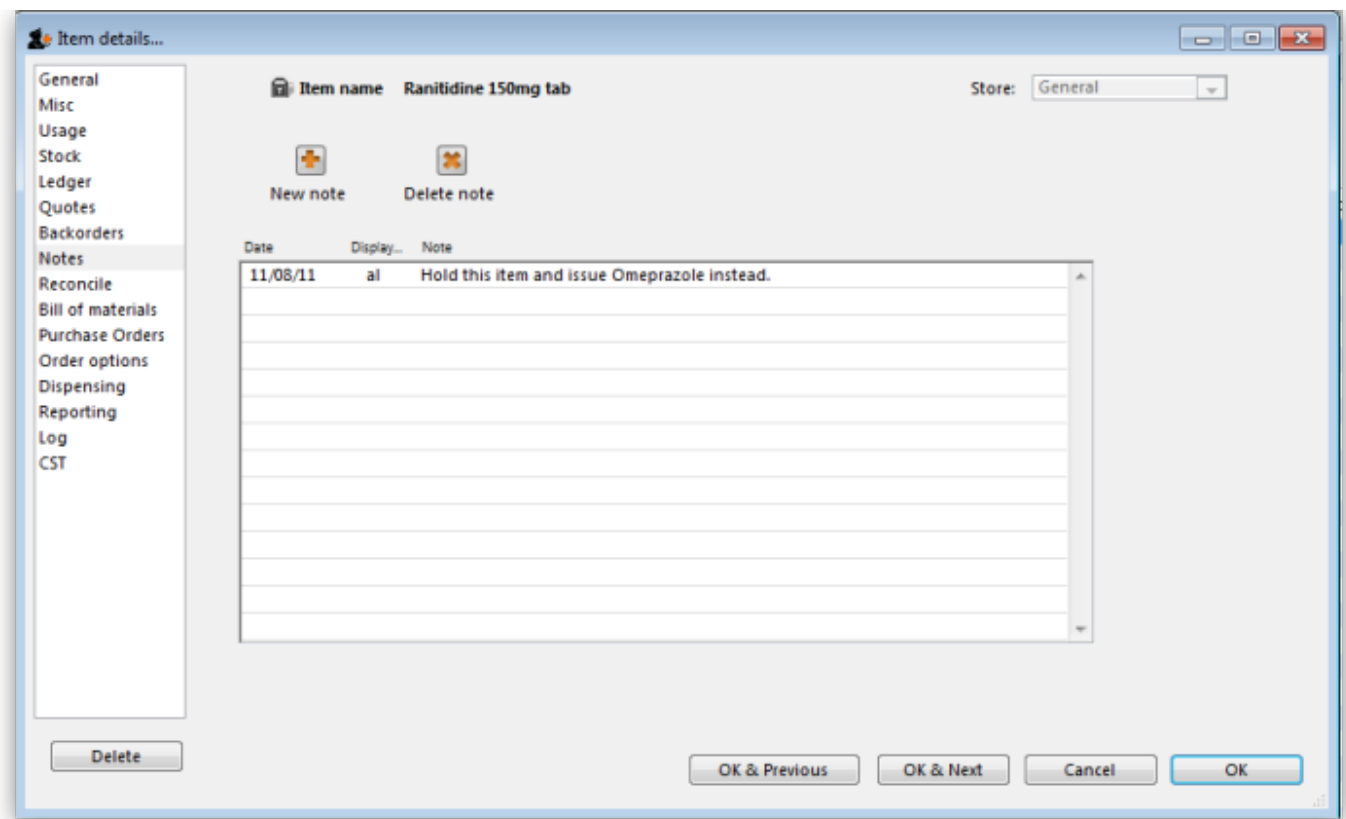 Item details...
General
Misc
Usage
Stock
Ledger
Quotes
Backorders
Notes
Reconcile
Bill of materials
Purchase Orders
Order options
Dispensing
Reporting
Log
CST
Delete
Item name Ranitidine 150mg tab
Store: General
New note Delete note
Date Display... Note
11/08/11 al Hold this item and issue Omeprazole instead.
OK & Previous OK & Next Cancel OK